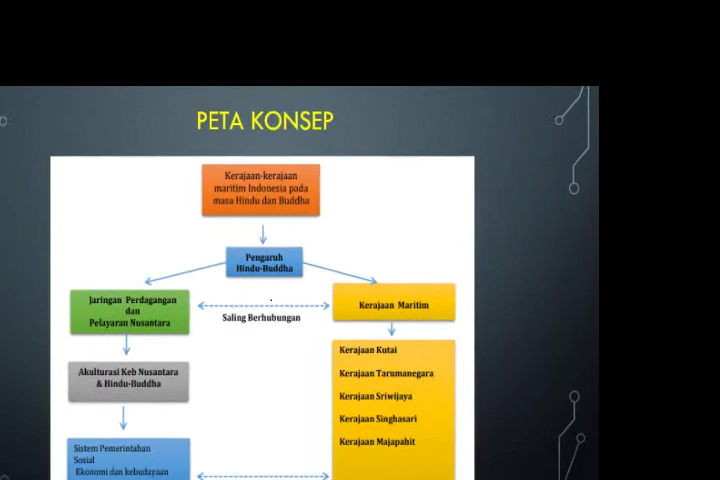 PETA KONSEP
Kerajaan-kerajaan
maritim Indonesia pada
masa Hindu dan Buddha
Pengaruh
Hindu-Buddha
Jaringan Perdagangan
dan
Pelayaran Nusantara
Saling Berhubungan
Kerajaan Maritim
Akulturasi Keb Nusantara
& Hindu-Buddha
Kerajaan Kutai
Kerajaan Tarumanegara
Kerajaan Sriwijaya
Kerajaan Singhasari
Kerajaan Majapahit
Sistem Pemerintahan
Sosial
Ekonomi dan kebudayaan